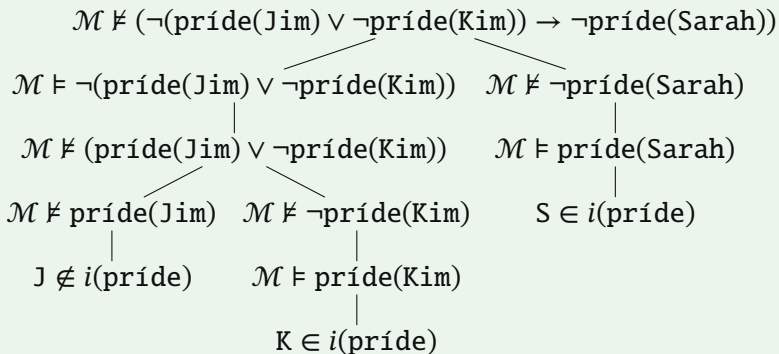 ℳ ⊭ (¬(príde(Jim) ∨ ¬príde(Kim)) → ¬príde(Sarah))
ℳ ⊨ ¬(príde(Jim) ∨ ¬príde(Kim)) ℳ ⊭ ¬príde(Sarah)
ℳ ⊭ (príde(Jim) ∨ ¬príde(Kim)) ℳ ⊨ príde(Sarah)
ℳ ⊭ príde(Jim) ℳ ⊭ ¬príde(Kim) S ∈ i(príde)
J ∉ i(príde) ℳ ⊨ príde(Kim)
K ∈ i(príde)